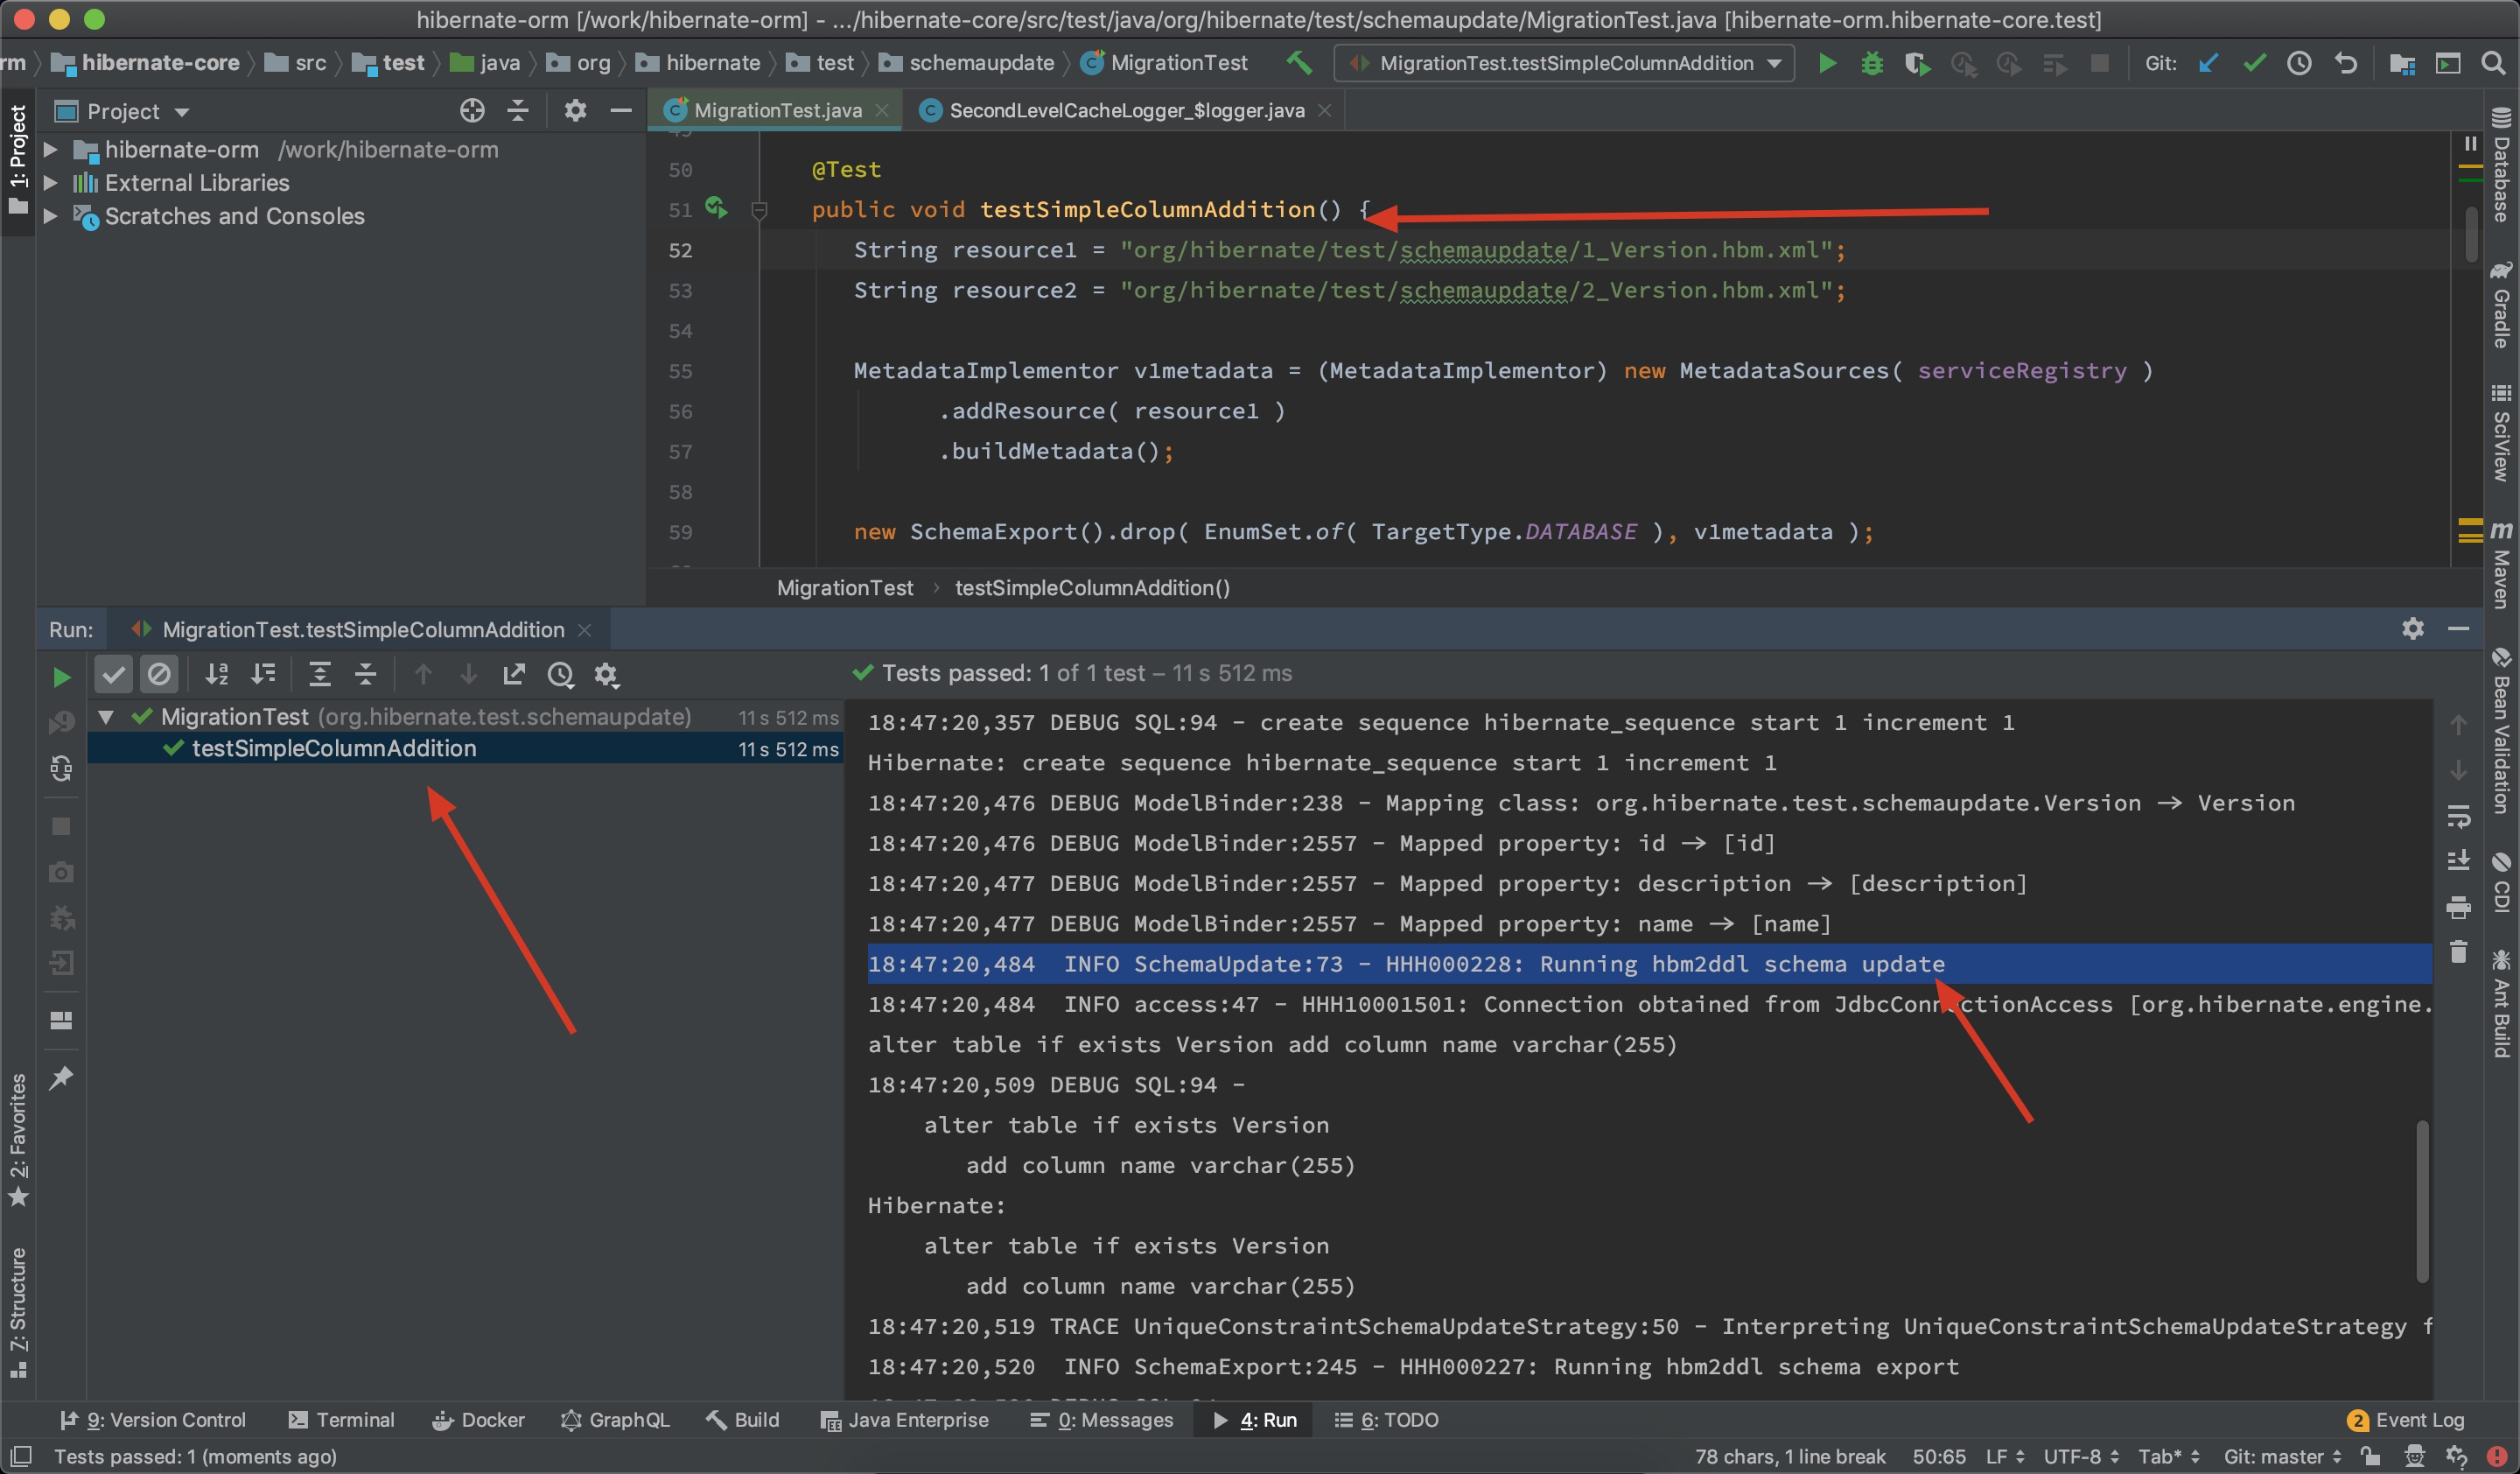 hibernate-orm [/work/hibernate-orm] - .../hibernate-core/src/test/java/org/hibernate/test/schemaupdate/MigrationTest.java [hibernate-orm.hibernate-core.test]
rm hibernate-core src test java org hibernate test schemaupdate MigrationTest MigrationTest.testSimpleColumnAddition Git:
1: Project
Project
MigrationTest.java SecondLevelCacheLogger_$logger.java
hibernate-orm /work/hibernate-orm
External Libraries
Scratches and Consoles
50 @Test
51 public void testSimpleColumnAddition() {
52 String resource1 = "org/hibernate/test/schemaupdate/1_Version.hbm.xml";
53 String resource2 = "org/hibernate/test/schemaupdate/2_Version.hbm.xml";
54
55 MetadataImplementor v1metadata = (MetadataImplementor) new MetadataSources( serviceRegistry )
56 .addResource( resource1 )
57 .buildMetadata();
58
59 new SchemaExport().drop( EnumSet.of( TargetType.DATABASE ), v1metadata );
MigrationTest › testSimpleColumnAddition()
Database
Gradle
SciView
Maven
Bean Validation
CDI
Ant Build
Run: MigrationTest.testSimpleColumnAddition
Tests passed: 1 of 1 test – 11 s 512 ms
MigrationTest (org.hibernate.test.schemaupdate) 11 s 512 ms
testSimpleColumnAddition 11 s 512 ms
18:47:20,357 DEBUG SQL:94 - create sequence hibernate_sequence start 1 increment 1
Hibernate: create sequence hibernate_sequence start 1 increment 1
18:47:20,476 DEBUG ModelBinder:238 - Mapping class: org.hibernate.test.schemaupdate.Version -> Version
18:47:20,476 DEBUG ModelBinder:2557 - Mapped property: id -> [id]
18:47:20,477 DEBUG ModelBinder:2557 - Mapped property: description -> [description]
18:47:20,477 DEBUG ModelBinder:2557 - Mapped property: name -> [name]
18:47:20,484  INFO SchemaUpdate:73 - HHH000228: Running hbm2ddl schema update
18:47:20,484  INFO access:47 - HHH10001501: Connection obtained from JdbcConnectionAccess [org.hibernate.engine.
alter table if exists Version add column name varchar(255)
18:47:20,509 DEBUG SQL:94 -
alter table if exists Version
add column name varchar(255)
Hibernate:
alter table if exists Version
add column name varchar(255)
18:47:20,519 TRACE UniqueConstraintSchemaUpdateStrategy:50 - Interpreting UniqueConstraintSchemaUpdateStrategy f
18:47:20,520  INFO SchemaExport:245 - HHH000227: Running hbm2ddl schema export
2: Favorites
Z: Structure
9: Version Control Terminal Docker GraphQL Build Java Enterprise 0: Messages 4: Run 6: TODO 2 Event Log
Tests passed: 1 (moments ago) 78 chars, 1 line break 50:65 LF UTF-8 Tab* Git: master